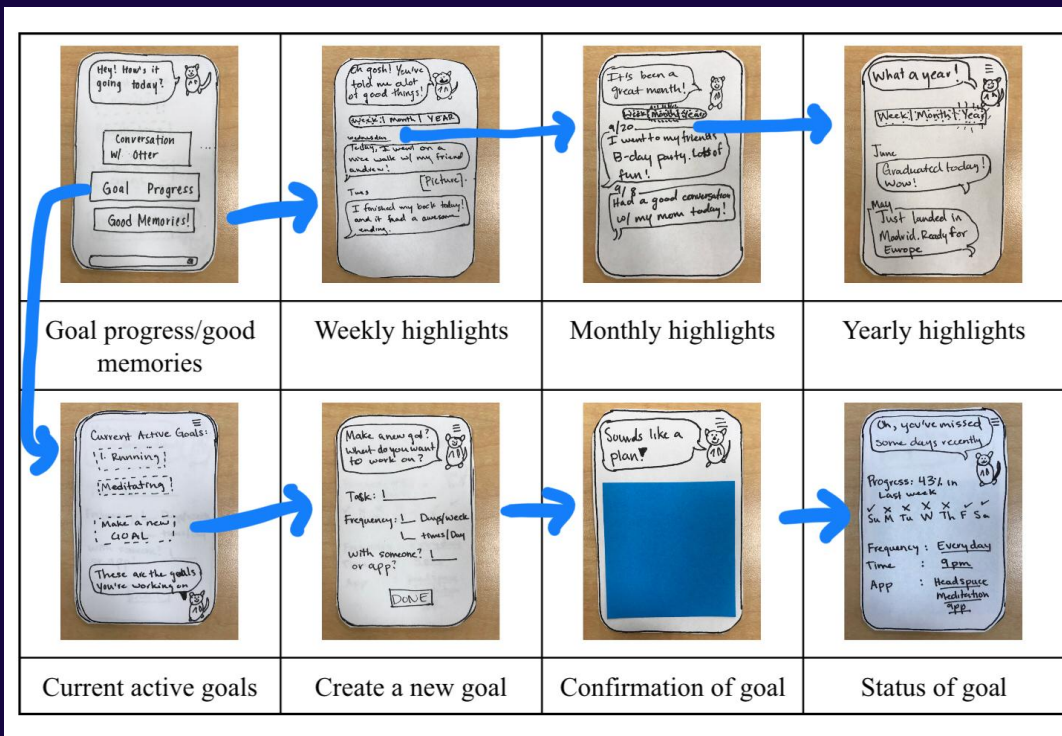 Hey! How's it
going today?
Conversation
w/ Otter
Goal Progress
Good Memories!
Oh gosh! You've
told me alot
of good things!
Week | month | YEAR
wednesday
Today, I went on a
nice walk w/ my friend
andrew!
[Picture]
Tues
I finished my book today!
and it had a awesome
ending.
It's been a
great month!
Week | Month | Year
9/20
I went to my friends
B-day party. Lots of
fun!
9/8
Had a good conversation
w/ my mom today!
What a year!
Week | Month | Year
June
Graduated today!
Wow!
May
Just landed in
Madrid. Ready for
Europe
Goal progress/good
memories
Weekly highlights
Monthly highlights
Yearly highlights
Current Active Goals:
1. Running
Meditating
Make a new
GOAL
These are the goals
you're working on
Make a new goal?
What do you want
to work on?
Task:
Frequency: Days/week
times/Day
with someone?
or app?
DONE
Sounds like a
plan!
Oh, you've missed
some days recently
Progress: 43% in
Last week
Su M Tu W Th F Sa
Frequency : Everyday
Time : 9pm
App : Headspace
Meditation
app
Current active goals
Create a new goal
Confirmation of goal
Status of goal